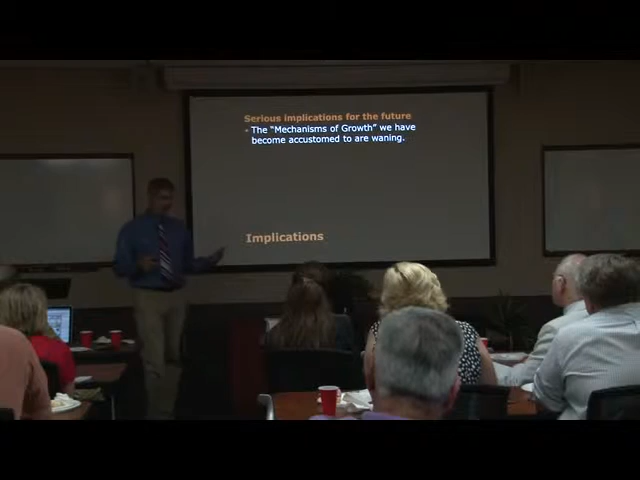 Serious implications for the future
- The "Mechanisms of Growth" we have
become accustomed to are waning.
Implications